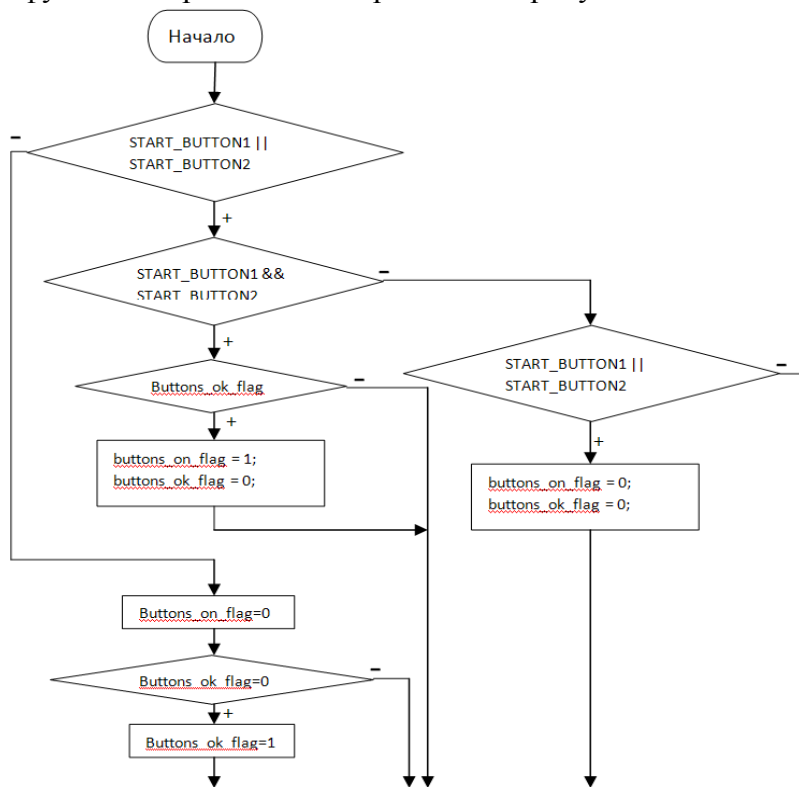 Начало
START_BUTTON1 ||
START_BUTTON2
–
+
START_BUTTON1 &&
START_BUTTON2
–
+
START_BUTTON1 ||
START_BUTTON2
–
+
Buttons_ok_flag
–
+
buttons_on_flag = 1;
buttons_ok_flag = 0;
buttons_on_flag = 0;
buttons_ok_flag = 0;
Buttons_on_flag=0
Buttons_ok_flag=0
–
+
Buttons_ok_flag=1